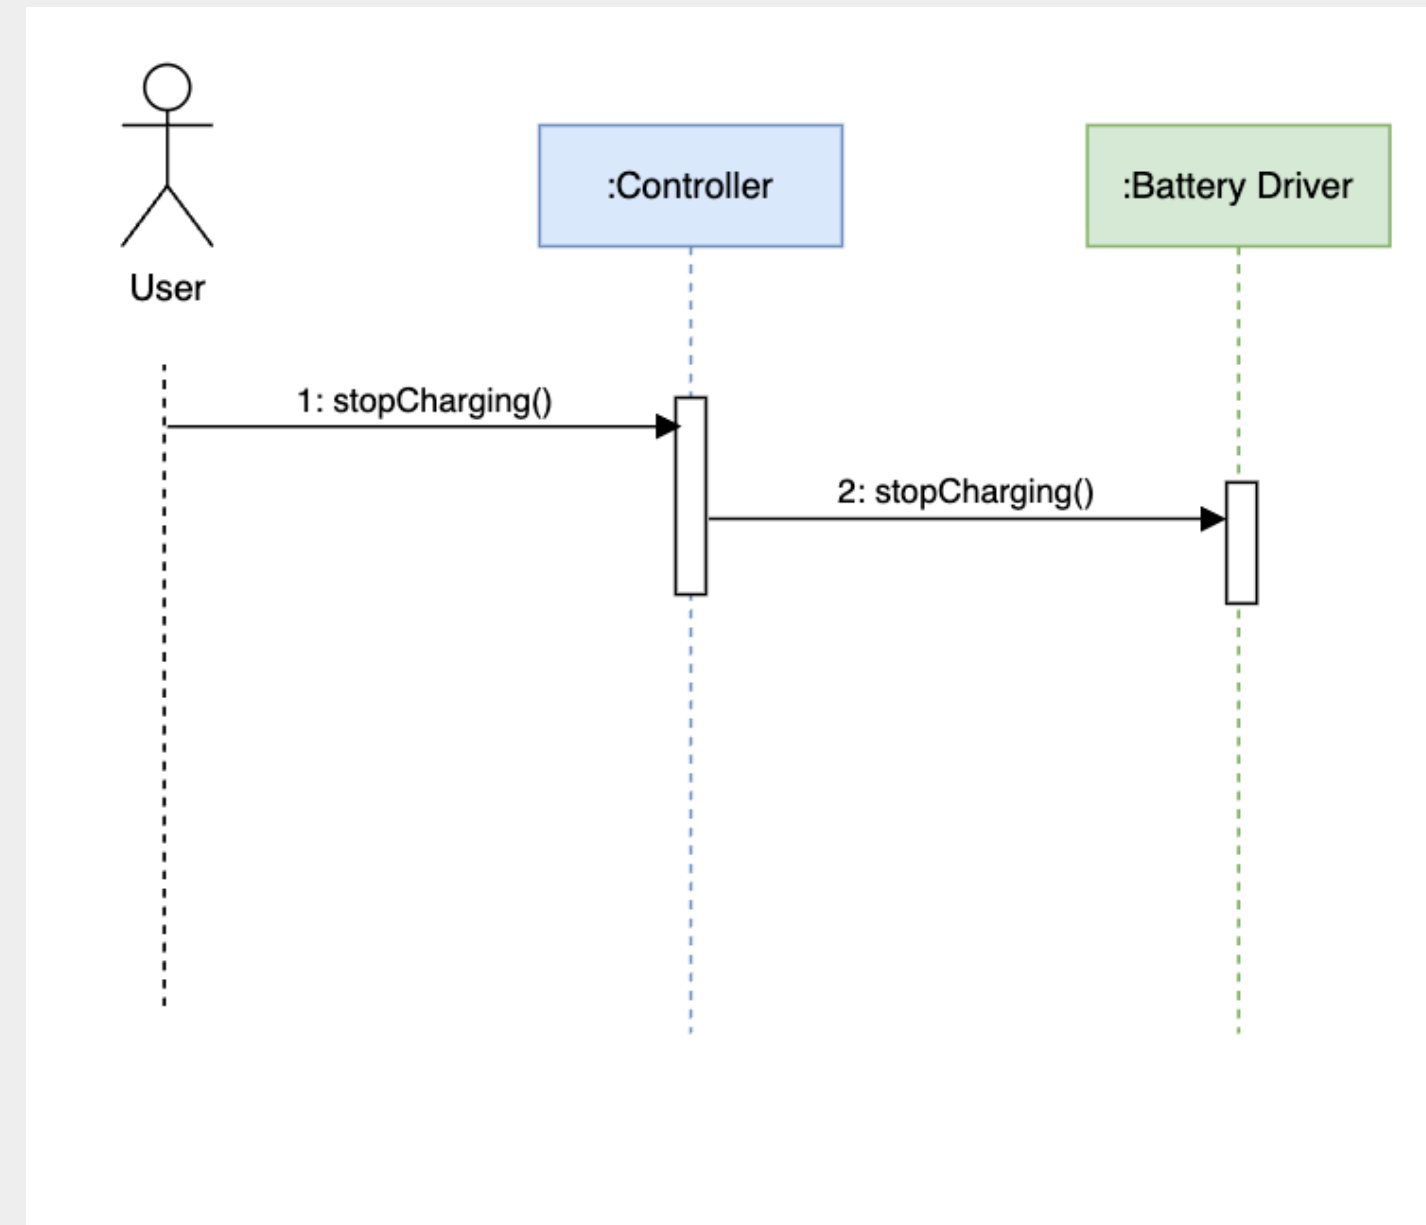 :Controller
:Battery Driver
User
1: stopCharging()
2: stopCharging()